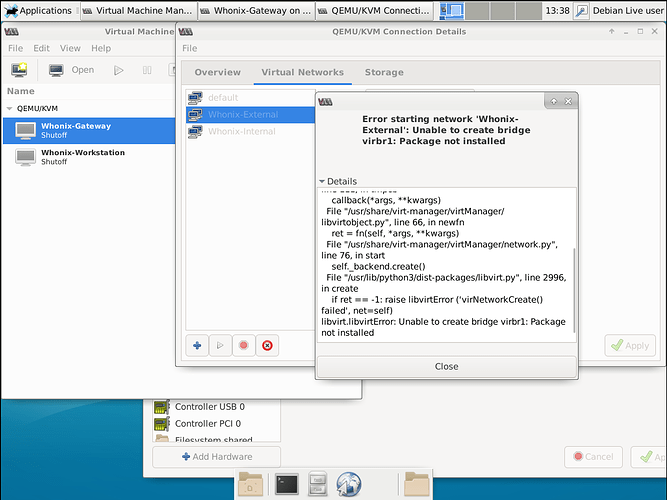 Applications
Virtual Machine Man...
Whonix-Gateway on ...
QEMU/KVM Connecti...
13:38
Debian Live user
Virtual Machine
File Edit View Help
Open
Name
QEMU/KVM
Whonix-Gateway
Shutoff
Whonix-Workstation
Shutoff
QEMU/KVM Connection Details
File
Overview Virtual Networks Storage
default
Whonix-External
Whonix-Internal
Apply
Error starting network 'Whonix-
External': Unable to create bridge
virbr1: Package not installed
Details
callback(*args, **kwargs)
File "/usr/share/virt-manager/virtManager/
libvirtobject.py", line 66, in newfn
ret = fn(self, *args, **kwargs)
File "/usr/share/virt-manager/virtManager/network.py",
line 76, in start
self._backend.create()
File "/usr/lib/python3/dist-packages/libvirt.py", line 2996,
in create
if ret == -1: raise libvirtError ('virNetworkCreate()
failed', net=self)
libvirt.libvirtError: Unable to create bridge virbr1: Package
not installed
Close
Controller USB 0
Controller PCI 0
Filesystem shared
Add Hardware
Cancel
Ap